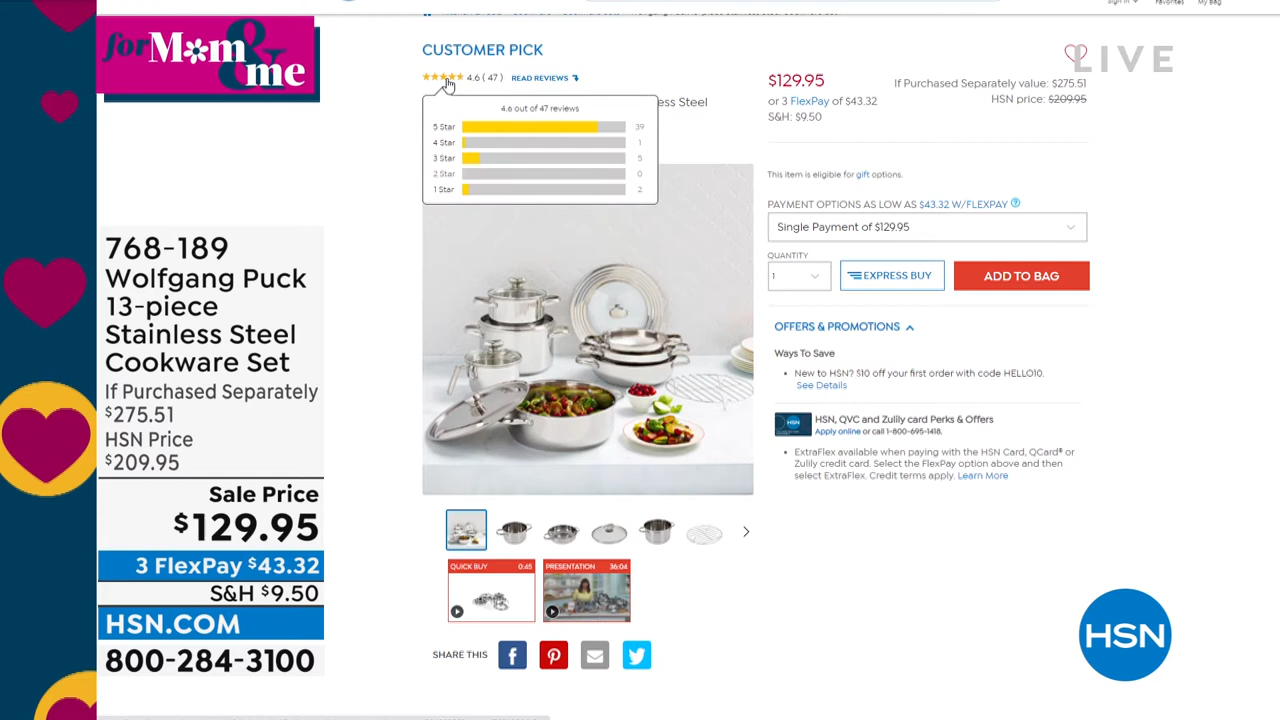 for Mom & me
768-189
Wolfgang Puck
13-piece
Stainless Steel
Cookware Set
If Purchased Separately
$275.51
HSN Price
$209.95
Sale Price
$129.95
3 FlexPay $43.32
S&H $9.50
HSN.COM
800-284-3100
Sign In
Favorites
My Bag
CUSTOMER PICK
4.6 ( 47 ) READ REVIEWS
ess Steel
4.6 out of 47 reviews
5 Star 39
4 Star 1
3 Star 5
2 Star 0
1 Star 2
QUICK BUY 0:45
PRESENTATION 36:04
SHARE THIS
LIVE
$129.95
or 3 FlexPay of $43.32
S&H: $9.50
If Purchased Separately value: $275.51
HSN price: $209.95
This item is eligible for gift options.
PAYMENT OPTIONS AS LOW AS $43.32 W/FLEXPAY ?
Single Payment of $129.95
QUANTITY
1
EXPRESS BUY
ADD TO BAG
OFFERS & PROMOTIONS
Ways To Save
• New to HSN? $10 off your first order with code HELLO10.
See Details
HSN
HSN, QVC and Zulily card Perks & Offers
Apply online or call 1-800-695-1418.
• ExtraFlex available when paying with the HSN Card, QCard® or
Zulily credit card. Select the FlexPay option above and then
select ExtraFlex. Credit terms apply. Learn More
HSN